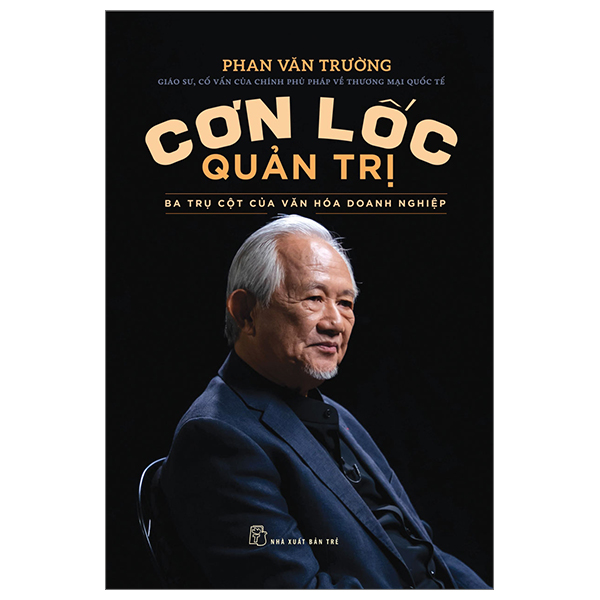 PHAN VĂN TRƯỜNG
GIÁO SƯ, CỐ VẤN CỦA CHÍNH PHỦ PHÁP VỀ THƯƠNG MẠI QUỐC TẾ
CƠN LỐC
QUẢN TRỊ
BA TRỤ CỘT CỦA VĂN HÓA DOANH NGHIỆP
NHÀ XUẤT BẢN TRẺ